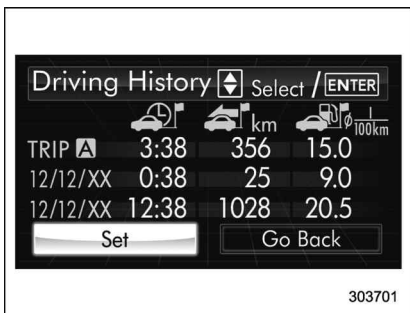 Driving History Select / ENTER
km ø l/100km
TRIP A 3:38 356 15.0
12/12/XX 0:38 25 9.0
12/12/XX 12:38 1028 20.5
Set Go Back
303701